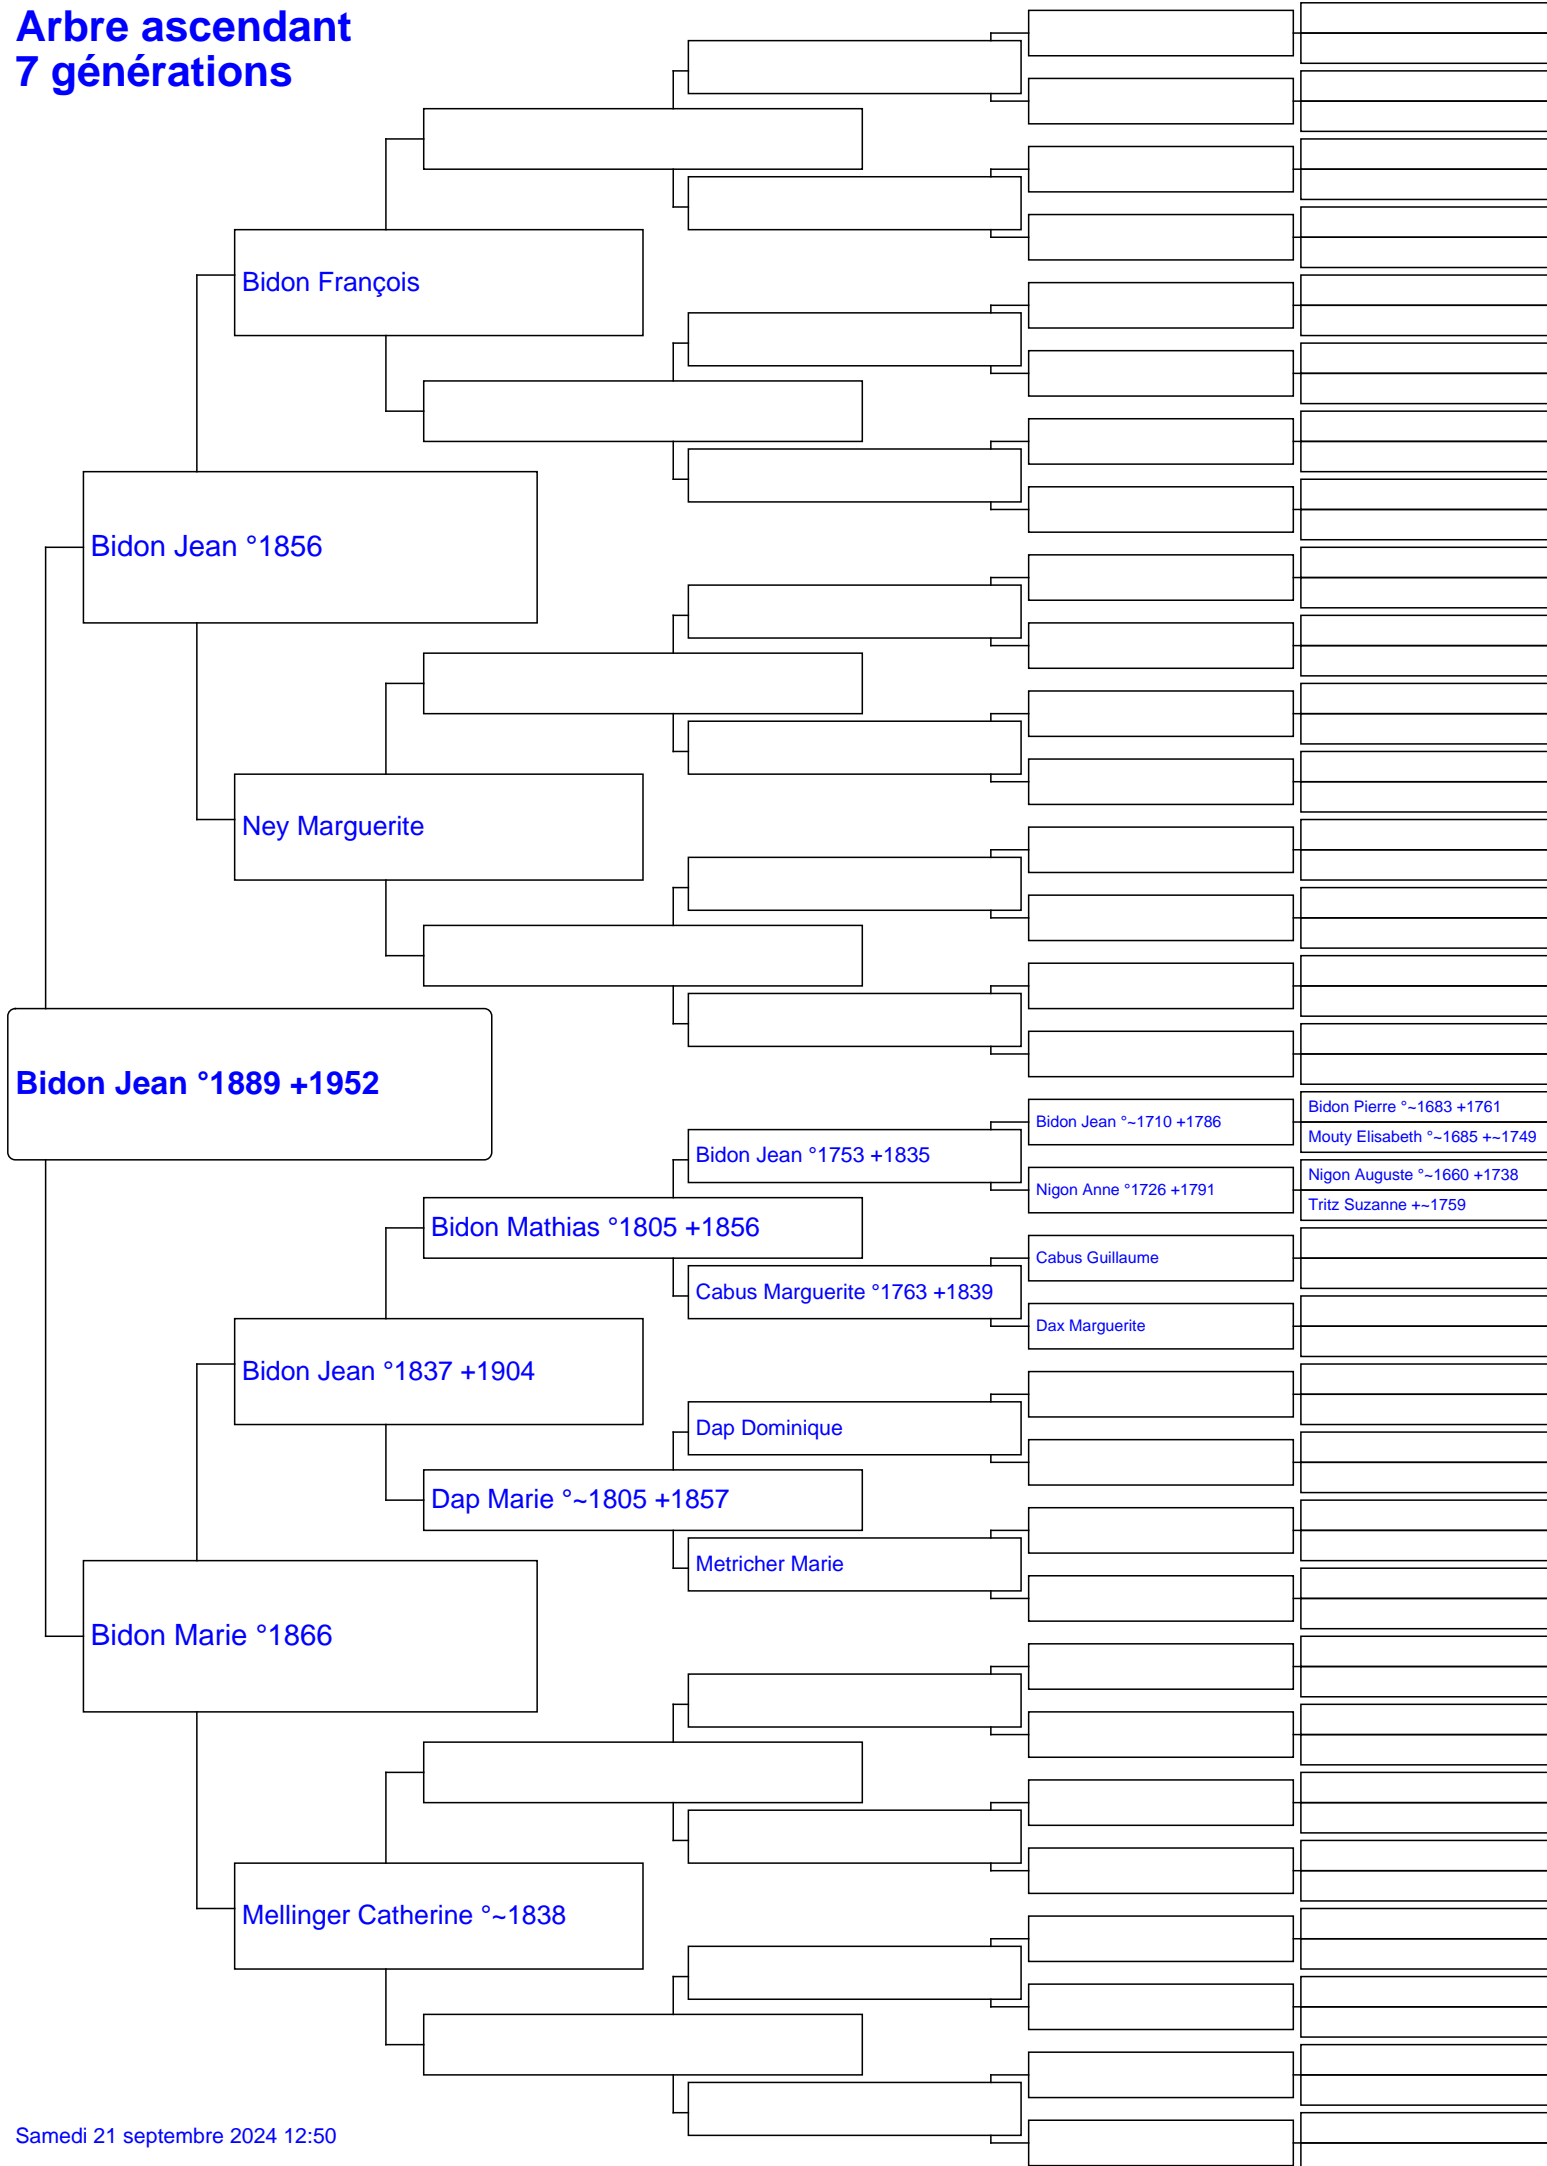 Arbre ascendant
7 générations
Bidon François
Bidon Jean °1856
Ney Marguerite
Bidon Jean °1889 +1952
Bidon Jean °~1710 +1786
Bidon Pierre °~1683 +1761
Mouty Elisabeth °~1685 +~1749
Bidon Jean °1753 +1835
Nigon Anne °1726 +1791
Nigon Auguste °~1660 +1738
Tritz Suzanne +~1759
Bidon Mathias °1805 +1856
Cabus Guillaume
Cabus Marguerite °1763 +1839
Dax Marguerite
Bidon Jean °1837 +1904
Dap Dominique
Dap Marie °~1805 +1857
Metricher Marie
Bidon Marie °1866
Mellinger Catherine °~1838
Samedi 21 septembre 2024 12:50